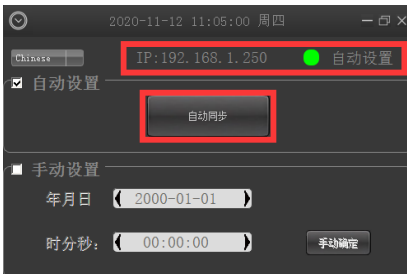 2020-11-12 11:05:00 周四
Chinese IP:192.168.1.250 自动设置
自动设置
自动同步
手动设置
年月日 2000-01-01
时分秒: 00:00:00 手动确定